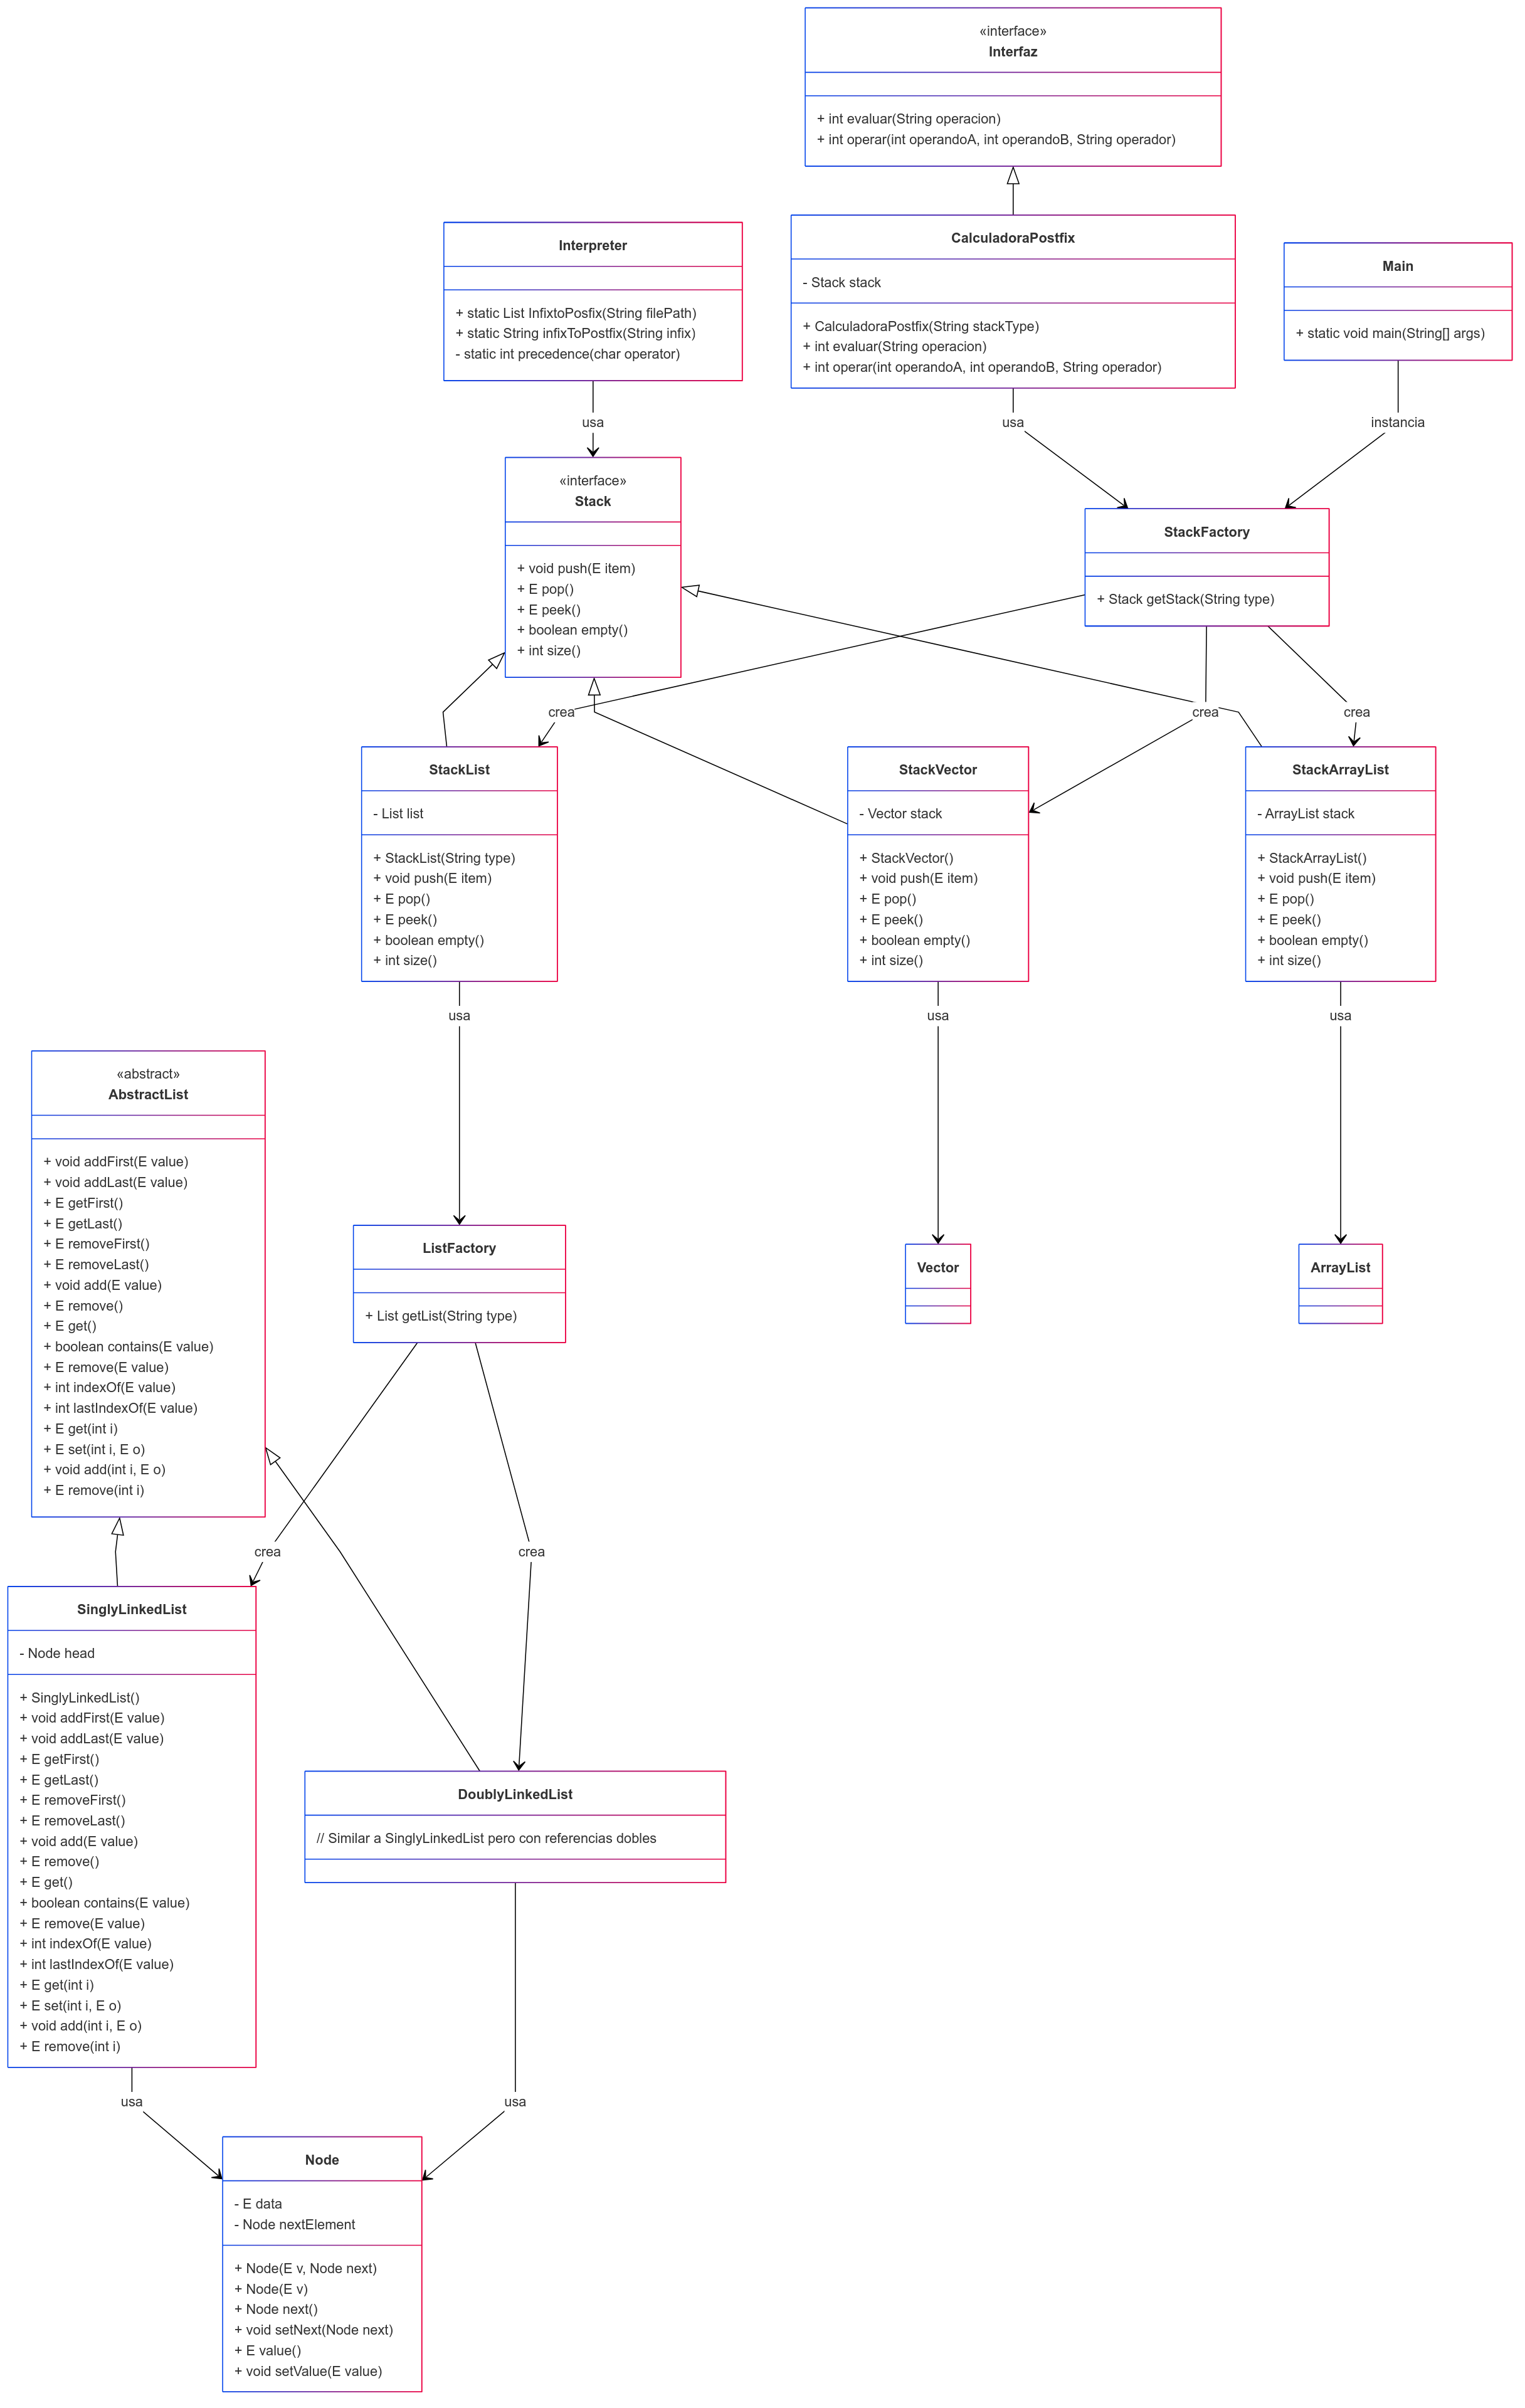 «interface»
Interfaz
+ int evaluar(String operacion)
+ int operar(int operandoA, int operandoB, String operador)
Interpreter
+ static List InfixtoPosfix(String filePath)
+ static String infixToPostfix(String infix)
- static int precedence(char operator)
CalculadoraPostfix
- Stack stack
+ CalculadoraPostfix(String stackType)
+ int evaluar(String operacion)
+ int operar(int operandoA, int operandoB, String operador)
Main
+ static void main(String[] args)
usa
usa
instancia
«interface»
Stack
+ void push(E item)
+ E pop()
+ E peek()
+ boolean empty()
+ int size()
StackFactory
+ Stack getStack(String type)
crea
crea
crea
StackList
- List list
+ StackList(String type)
+ void push(E item)
+ E pop()
+ E peek()
+ boolean empty()
+ int size()
StackVector
- Vector stack
+ StackVector()
+ void push(E item)
+ E pop()
+ E peek()
+ boolean empty()
+ int size()
StackArrayList
- ArrayList stack
+ StackArrayList()
+ void push(E item)
+ E pop()
+ E peek()
+ boolean empty()
+ int size()
usa
usa
usa
«abstract»
AbstractList
+ void addFirst(E value)
+ void addLast(E value)
+ E getFirst()
+ E getLast()
+ E removeFirst()
+ E removeLast()
+ void add(E value)
+ E remove()
+ E get()
+ boolean contains(E value)
+ E remove(E value)
+ int indexOf(E value)
+ int lastIndexOf(E value)
+ E get(int i)
+ E set(int i, E o)
+ void add(int i, E o)
+ E remove(int i)
ListFactory
+ List getList(String type)
Vector
ArrayList
crea
crea
SinglyLinkedList
- Node head
+ SinglyLinkedList()
+ void addFirst(E value)
+ void addLast(E value)
+ E getFirst()
+ E getLast()
+ E removeFirst()
+ E removeLast()
+ void add(E value)
+ E remove()
+ E get()
+ boolean contains(E value)
+ E remove(E value)
+ int indexOf(E value)
+ int lastIndexOf(E value)
+ E get(int i)
+ E set(int i, E o)
+ void add(int i, E o)
+ E remove(int i)
DoublyLinkedList
// Similar a SinglyLinkedList pero con referencias dobles
usa
usa
Node
- E data
- Node nextElement
+ Node(E v, Node next)
+ Node(E v)
+ Node next()
+ void setNext(Node next)
+ E value()
+ void setValue(E value)